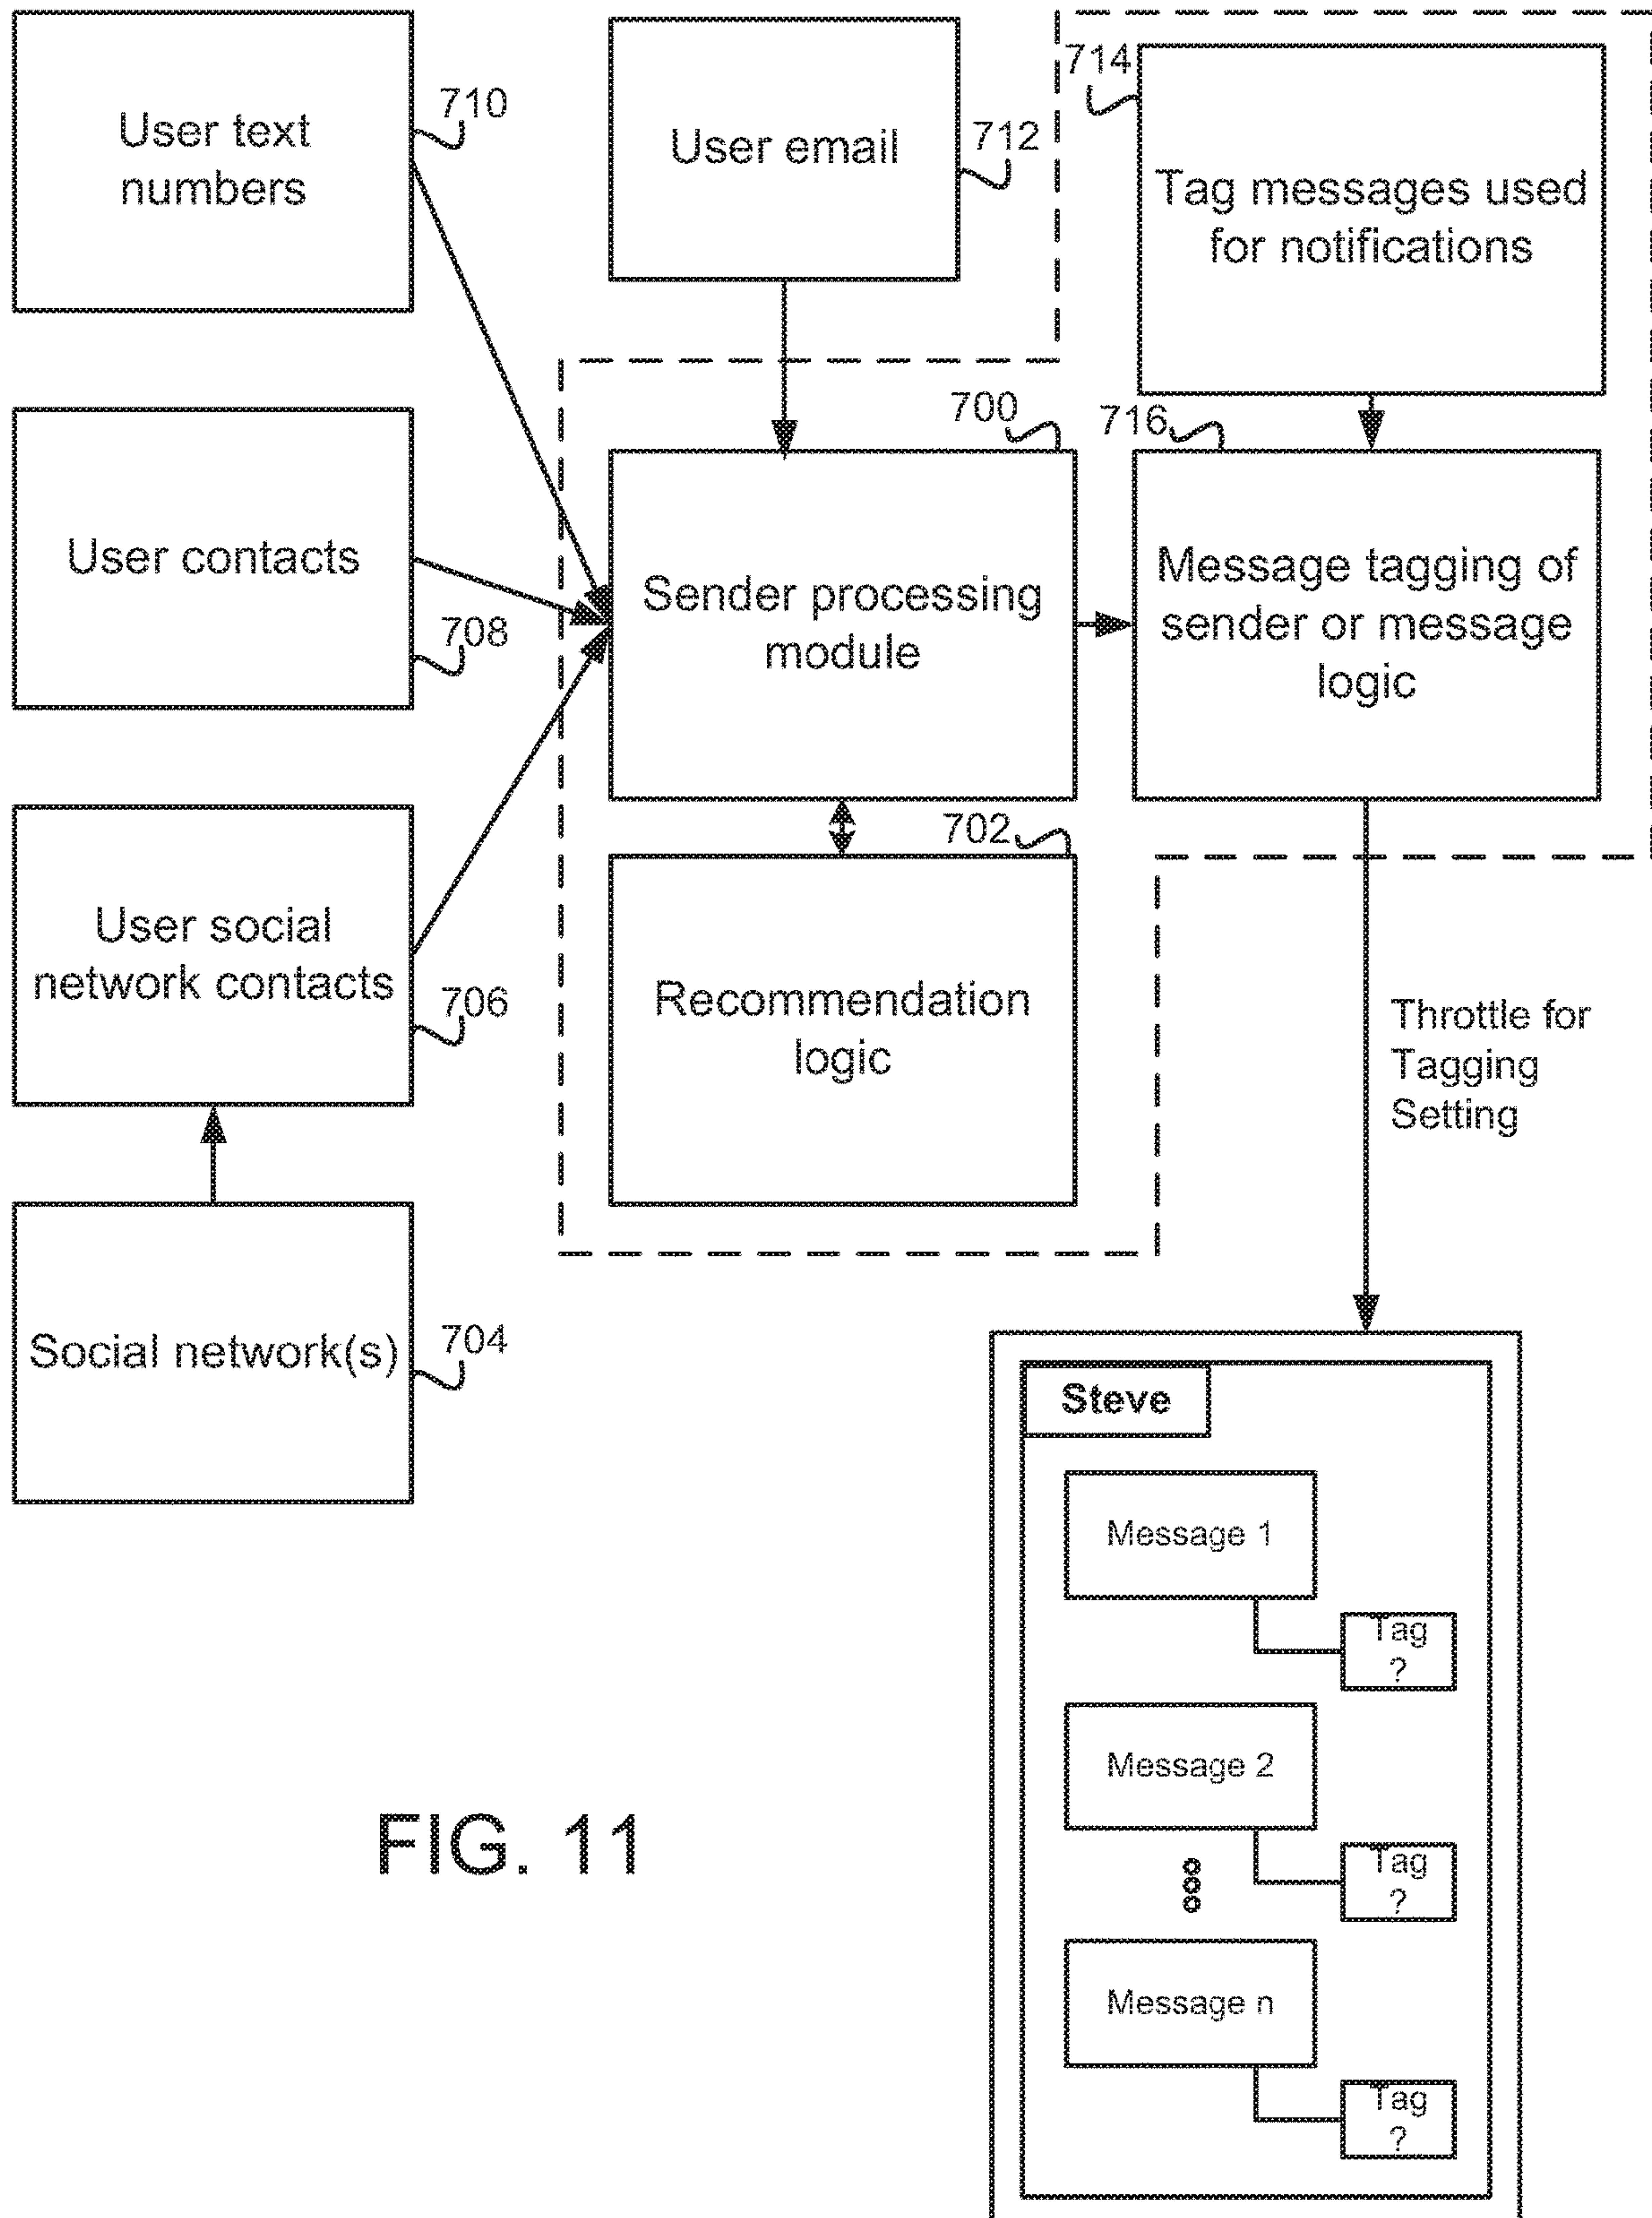 User text
numbers
710
User email
712
714
Tag messages used
for notifications
User contacts
708
700
Sender processing
module
716
Message tagging of
sender or message
logic
User social
network contacts
706
702
Recommendation
logic
Throttle for
Tagging
Setting
Social network(s)
704
Steve
Message 1
Tag
?
Message 2
Tag
?
Message n
Tag
?
FIG. 11